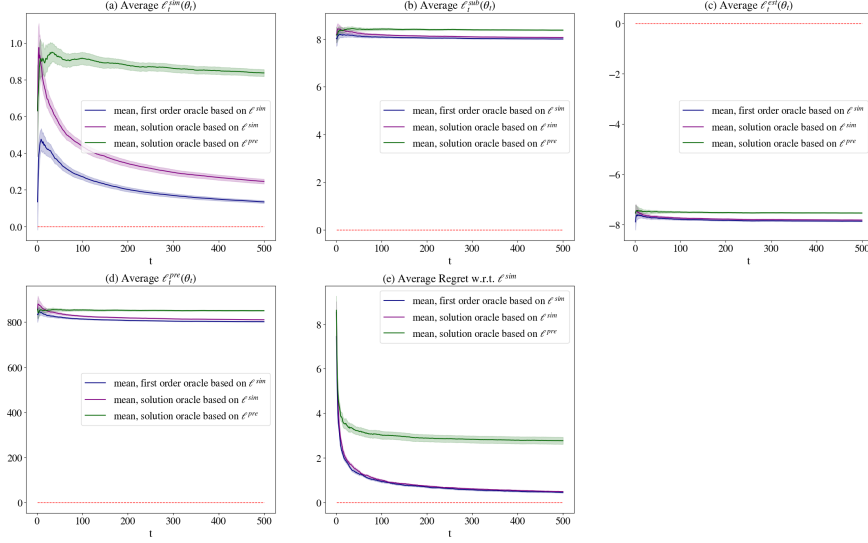 (a) Average ℓ_t^{sim}(θ_t)
1.0
0.8
0.6
0.4
0.2
0.0
mean, first order oracle based on ℓ^{sim}
mean, solution oracle based on ℓ^{sim}
mean, solution oracle based on ℓ^{pre}
0 100 200 300 400 500
t
(b) Average ℓ_t^{sub}(θ_t)
8
6
4
2
0
mean, first order oracle based on ℓ^{sim}
mean, solution oracle based on ℓ^{sim}
mean, solution oracle based on ℓ^{pre}
0 100 200 300 400 500
t
(c) Average ℓ_t^{est}(θ_t)
0
−2
−4
−6
−8
mean, first order oracle based on ℓ^{sim}
mean, solution oracle based on ℓ^{sim}
mean, solution oracle based on ℓ^{pre}
0 100 200 300 400 500
t
(d) Average ℓ_t^{pre}(θ_t)
800
600
400
200
0
mean, first order oracle based on ℓ^{sim}
mean, solution oracle based on ℓ^{sim}
mean, solution oracle based on ℓ^{pre}
0 100 200 300 400 500
t
(e) Average Regret w.r.t. ℓ^{sim}
8
6
4
2
0
mean, first order oracle based on ℓ^{sim}
mean, solution oracle based on ℓ^{sim}
mean, solution oracle based on ℓ^{pre}
0 100 200 300 400 500
t